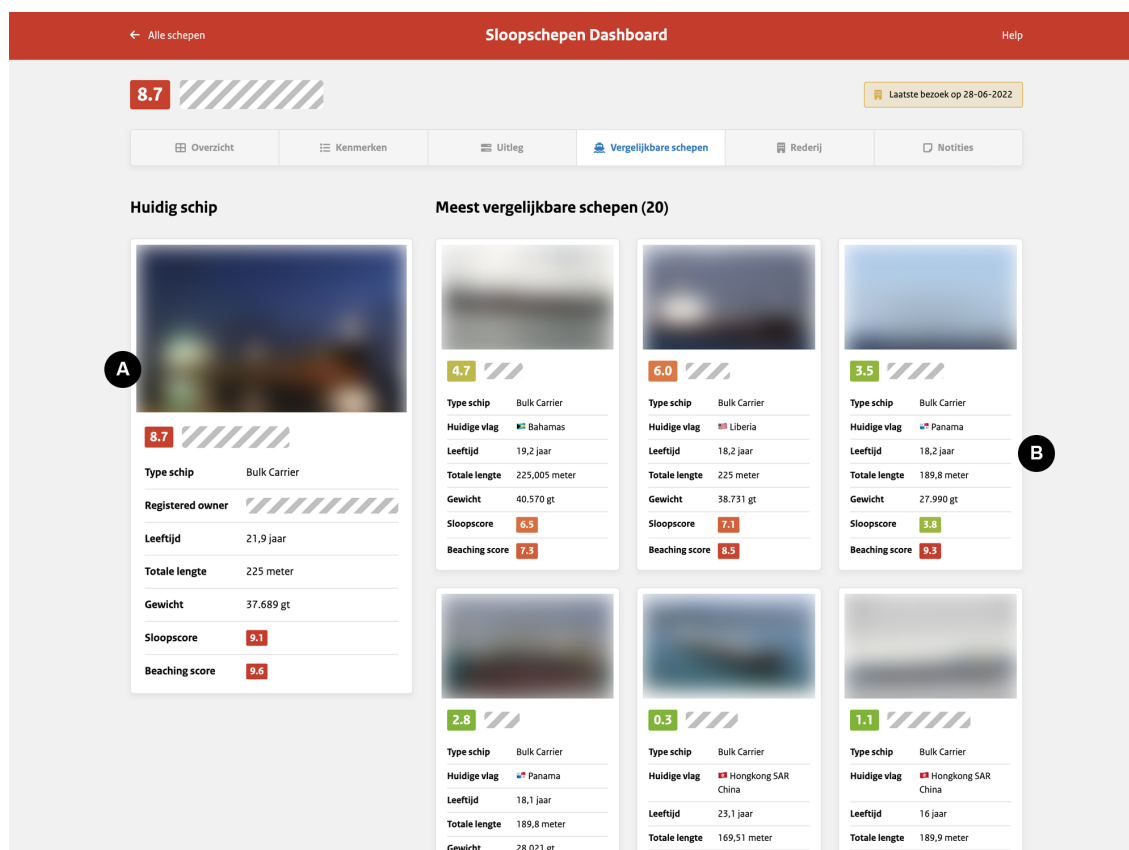 ← Alle schepen
Sloopschepen Dashboard
Help
8.7
Laatste bezoek op 28-06-2022
Overzicht
Kenmerken
Uitleg
Vergelijkbare schepen
Rederij
Notities
Huidig schip
A
8.7
Type schip Bulk Carrier
Registered owner
Leeftijd 21,9 jaar
Totale lengte 225 meter
Gewicht 37.689 gt
Sloopscore 9.1
Beaching score 9.6
Meest vergelijkbare schepen (20)
4.7
Type schip Bulk Carrier
Huidige vlag Bahamas
Leeftijd 19,2 jaar
Totale lengte 225,005 meter
Gewicht 40.570 gt
Sloopscore 6.5
Beaching score 7.3
6.0
Type schip Bulk Carrier
Huidige vlag Liberia
Leeftijd 18,2 jaar
Totale lengte 225 meter
Gewicht 38.731 gt
Sloopscore 7.1
Beaching score 8.5
3.5
Type schip Bulk Carrier
Huidige vlag Panama
Leeftijd 18,2 jaar
Totale lengte 189,8 meter
Gewicht 27.990 gt
Sloopscore 3.8
Beaching score 9.3
B
2.8
Type schip Bulk Carrier
Huidige vlag Panama
Leeftijd 18,1 jaar
Totale lengte 189,8 meter
Gewicht 28.021 gt
0.3
Type schip Bulk Carrier
Huidige vlag Hongkong SAR
China
Leeftijd 23,1 jaar
Totale lengte 169,51 meter
1.1
Type schip Bulk Carrier
Huidige vlag Hongkong SAR
China
Leeftijd 16 jaar
Totale lengte 189,9 meter